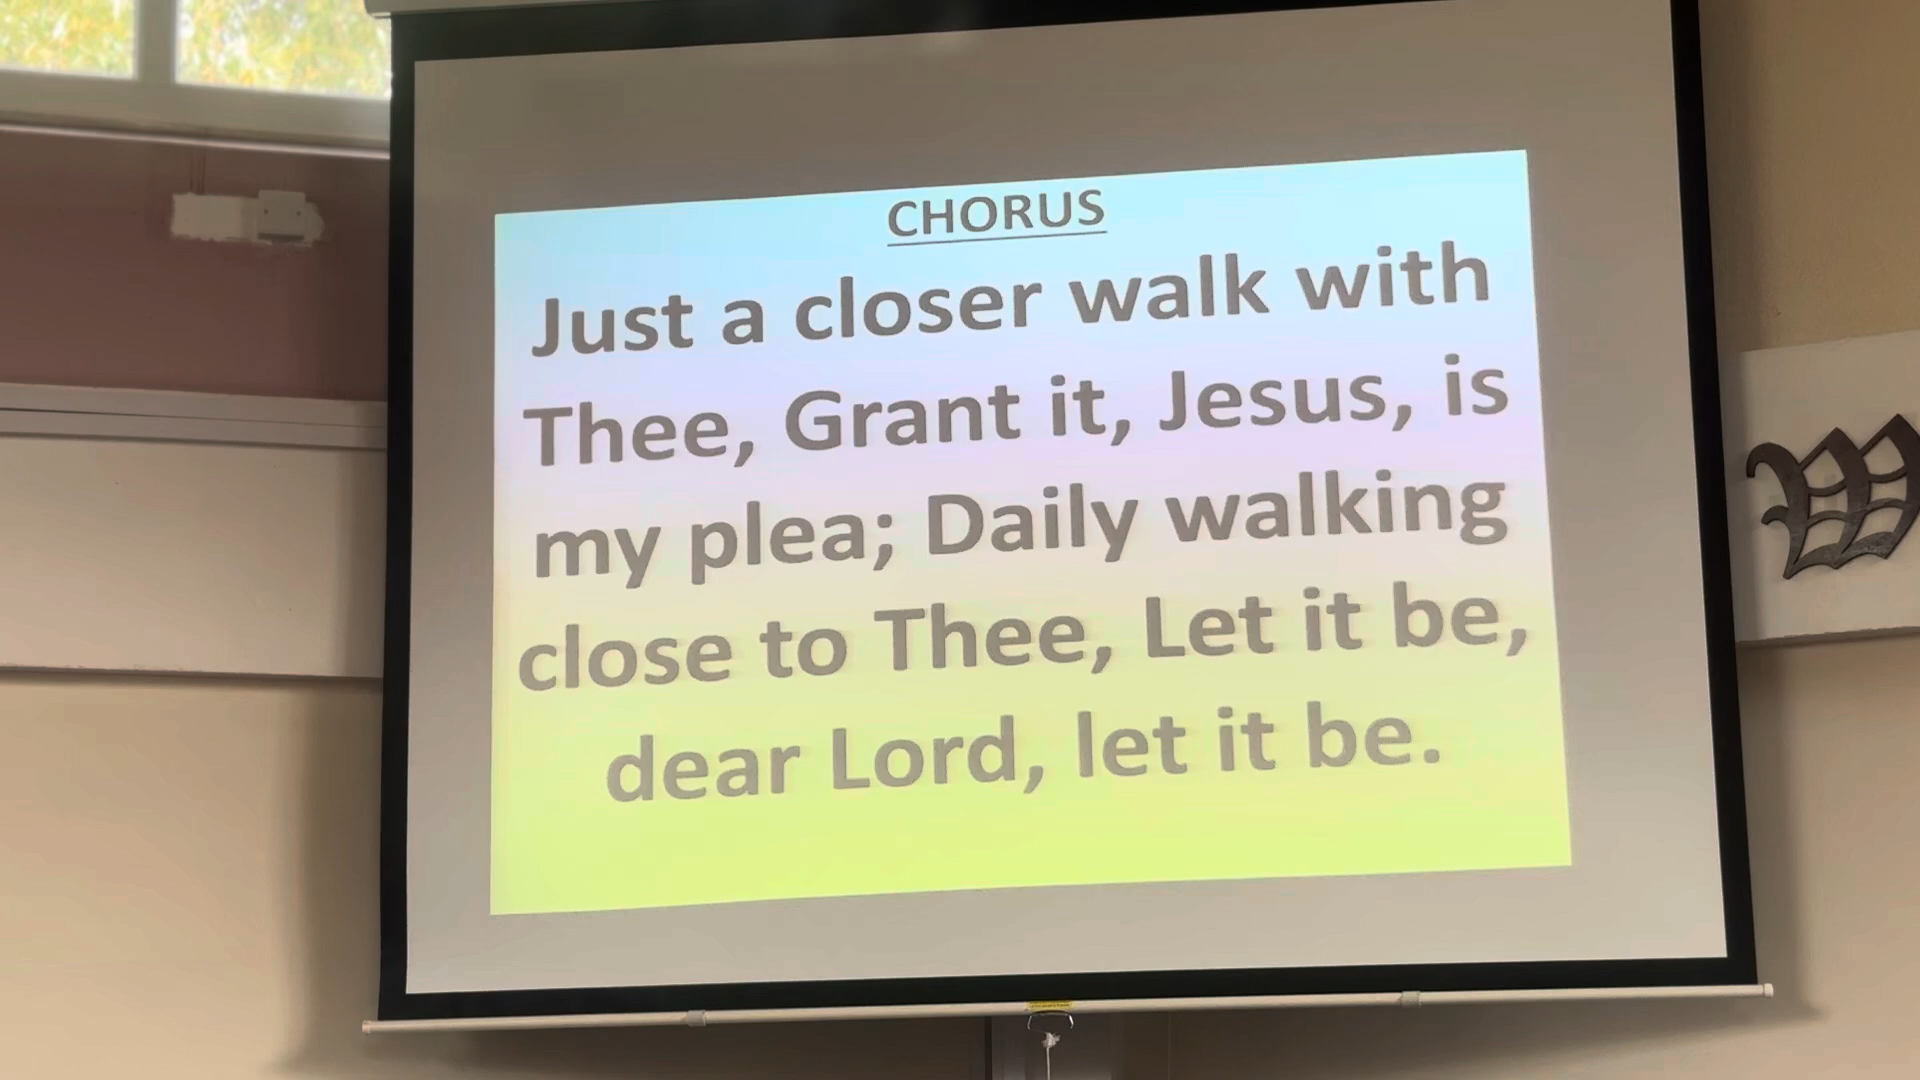 CHORUS
Just a closer walk with
Thee, Grant it, Jesus, is
my plea; Daily walking
close to Thee, Let it be,
dear Lord, let it be.
W